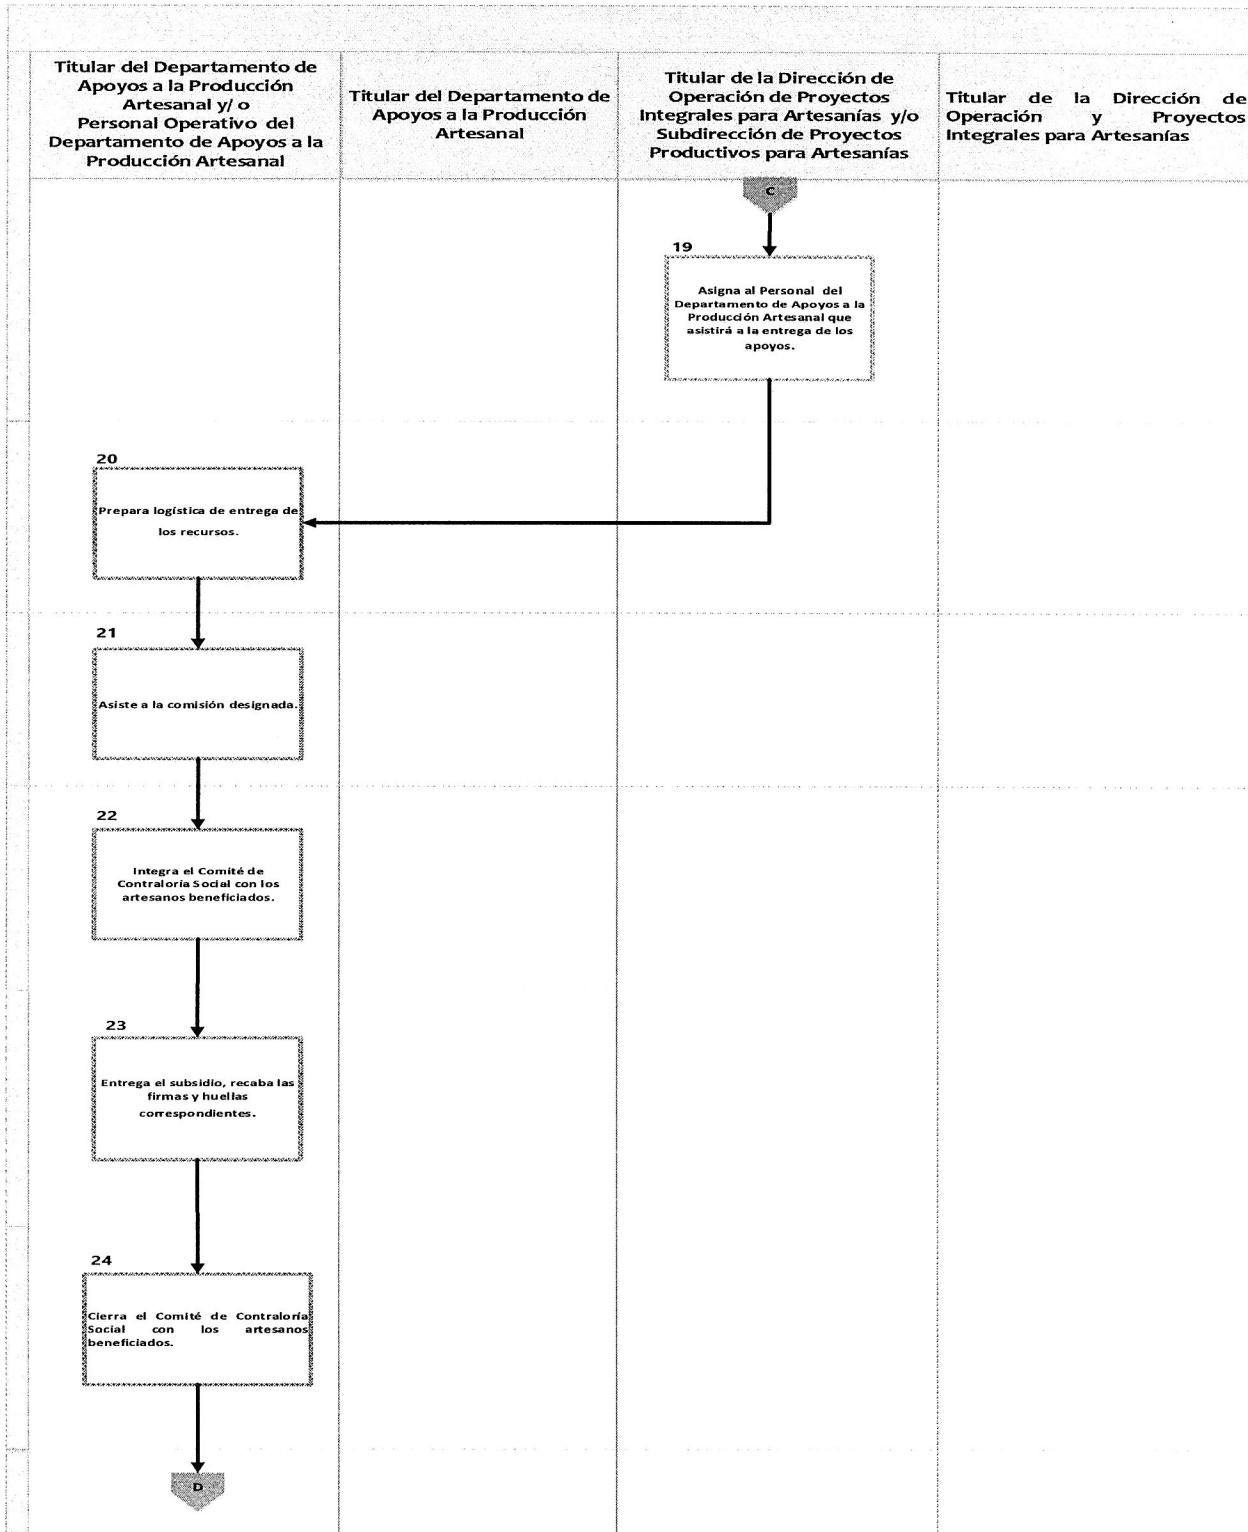 Titular del Departamento de
Apoyos a la Producción
Artesanal y/ o
Personal Operativo del
Departamento de Apoyos a la
Producción Artesanal
Titular del Departamento de
Apoyos a la Producción
Artesanal
Titular de la Dirección de
Operación de Proyectos
Integrales para Artesanías y/o
Subdirección de Proyectos
Productivos para Artesanías
Titular de la Dirección de
Operación y Proyectos
Integrales para Artesanías
C
19
Asigna al Personal del
Departamento de Apoyos a la
Producción Artesanal que
asistirá a la entrega de los
apoyos.
20
Prepara logística de entrega de
los recursos.
21
Asiste a la comisión designada.
22
Integra el Comité de
Contraloría Social con los
artesanos beneficiados.
23
Entrega el subsidio, recaba las
firmas y huellas
correspondientes.
24
Cierra el Comité de Contraloría
Social con los artesanos
beneficiados.
D